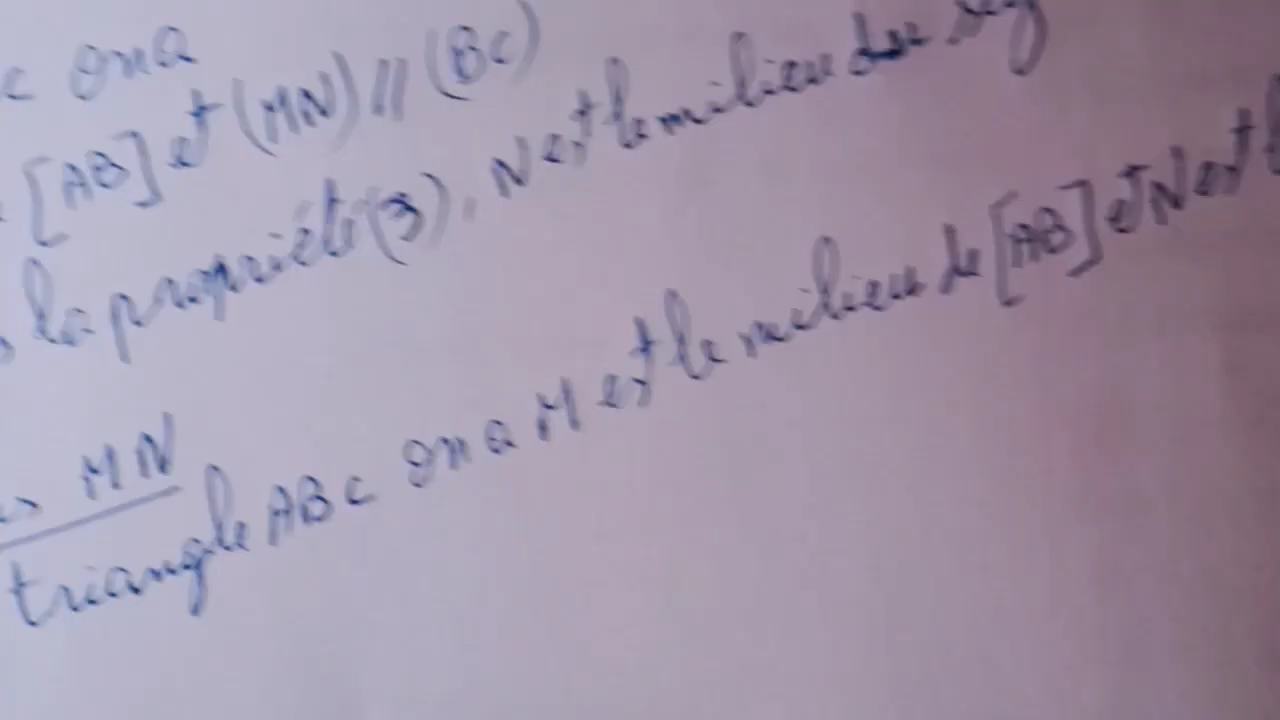 c on a
[AB] et (MN) // (BC)
la propriété (3), N est le milieu du seg
MN
triangle ABC on a M est le milieu de [AB] et N est l